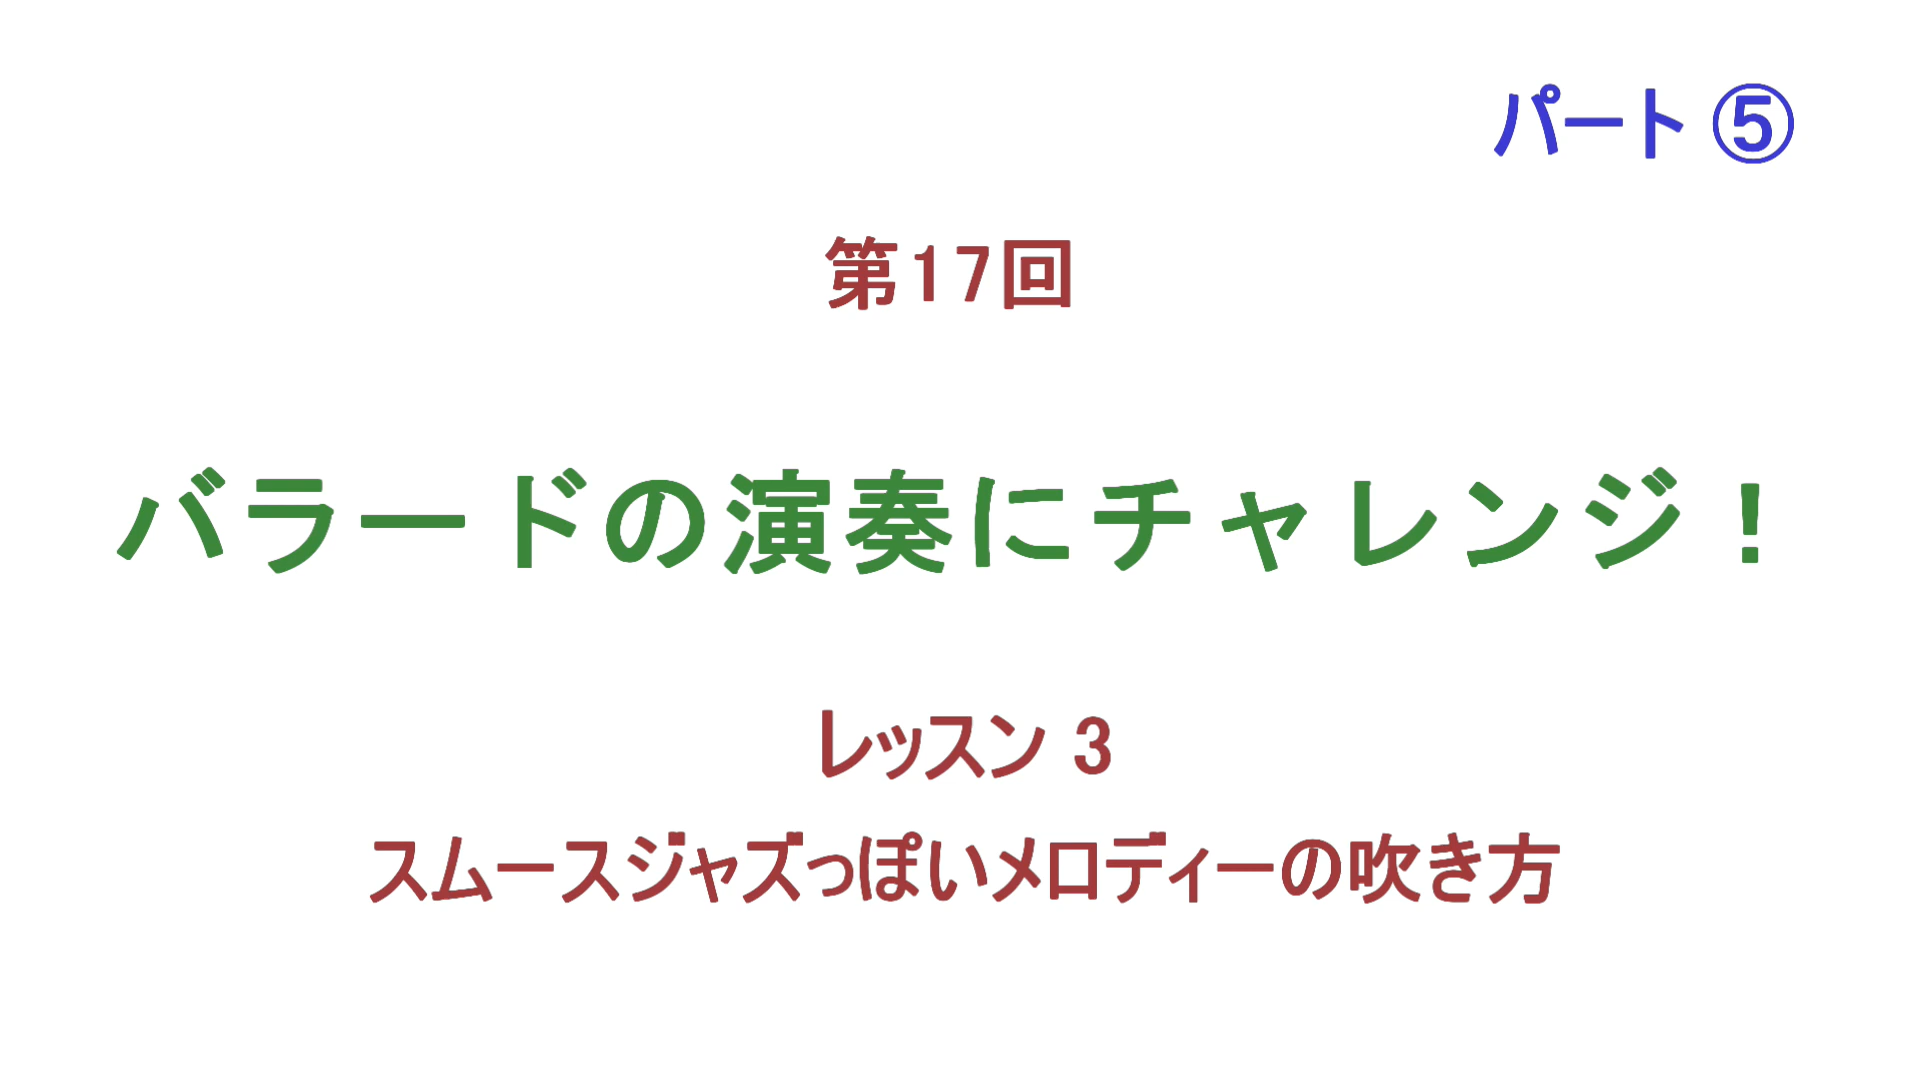 パート ⑤
第17回
バラードの演奏にチャレンジ！
レッスン 3
スムースジャズっぽいメロディーの吹き方